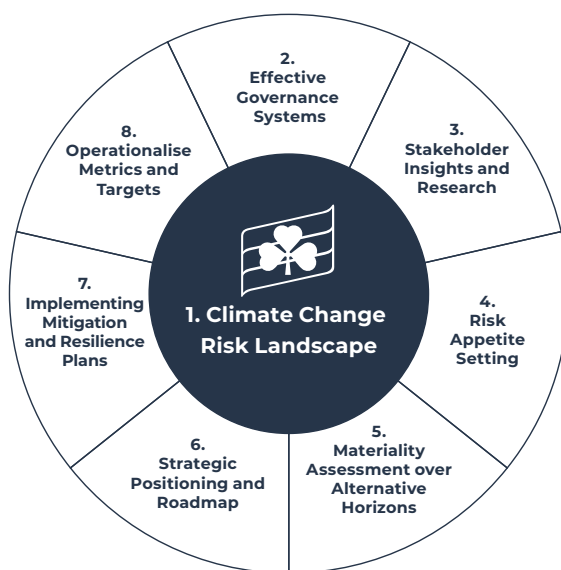 1. Climate Change
Risk Landscape
2.
Effective
Governance
Systems
3.
Stakeholder
Insights and
Research
4.
Risk
Appetite
Setting
5.
Materiality
Assessment over
Alternative
Horizons
6.
Strategic
Positioning and
Roadmap
7.
Implementing
Mitigation
and Resilience
Plans
8.
Operationalise
Metrics and
Targets